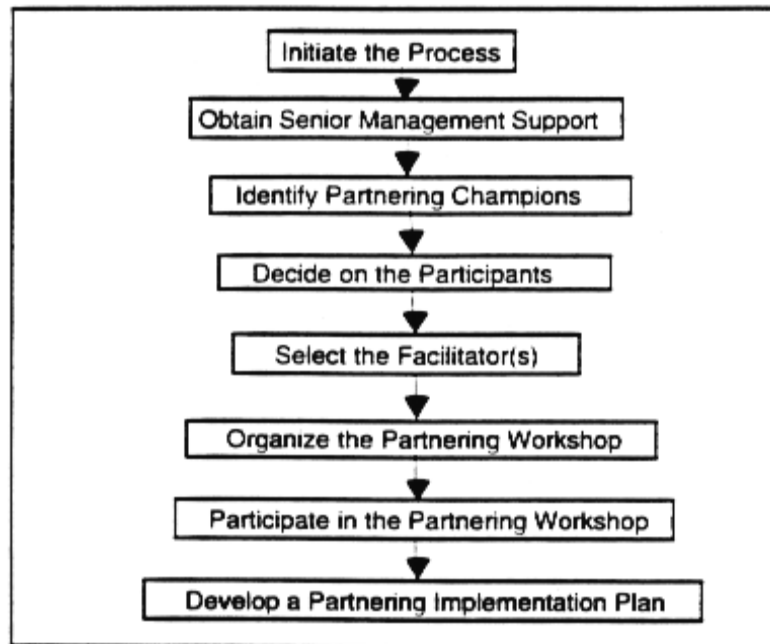 Initiate the Process
Obtain Senior Management Support
Identify Partnering Champions
Decide on the Participants
Select the Facilitator(s)
Organize the Partnering Workshop
Participate in the Partnering Workshop
Develop a Partnering Implementation Plan